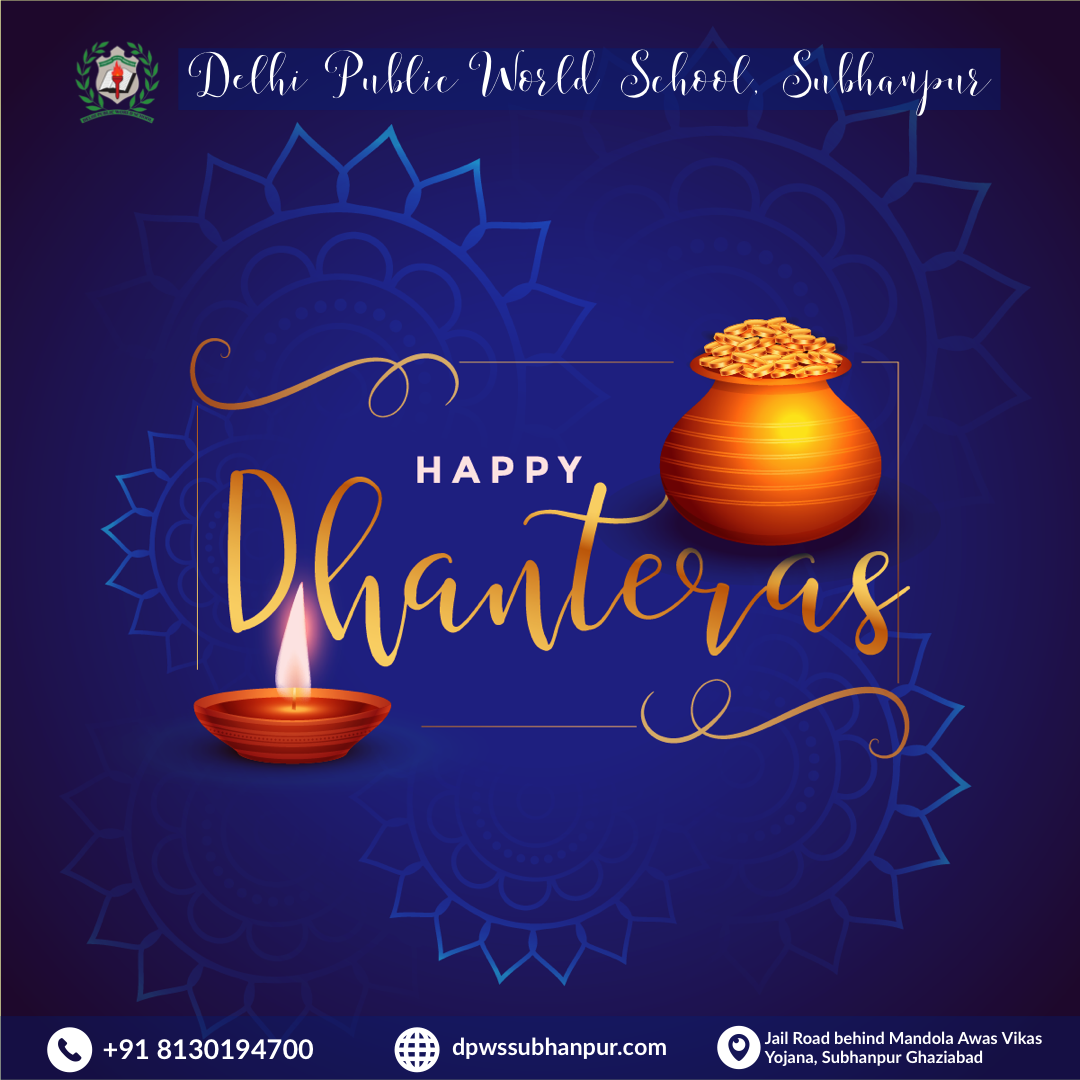 Delhi Public World School, Subhanpur
HAPPY
Dhanteras
+91 8130194700
dpwssubhanpur.com
Jail Road behind Mandola Awas Vikas
Yojana, Subhanpur Ghaziabad